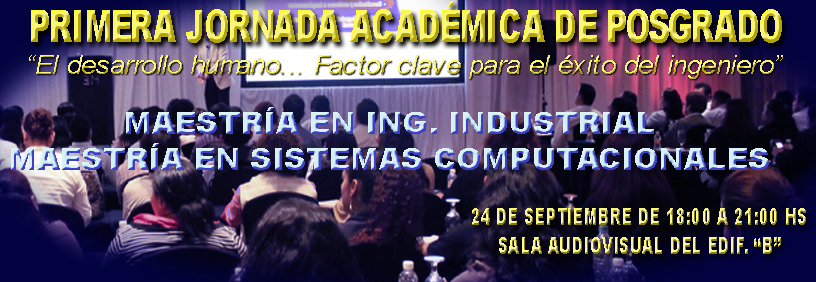 PRIMERA JORNADA ACADÉMICA DE POSGRADO
“El desarrollo humano... Factor clave para el éxito del ingeniero”
MAESTRÍA EN ING. INDUSTRIAL
MAESTRÍA EN SISTEMAS COMPUTACIONALES
24 DE SEPTIEMBRE DE 18:00 A 21:00 HS
SALA AUDIOVISUAL DEL EDIF. “B”